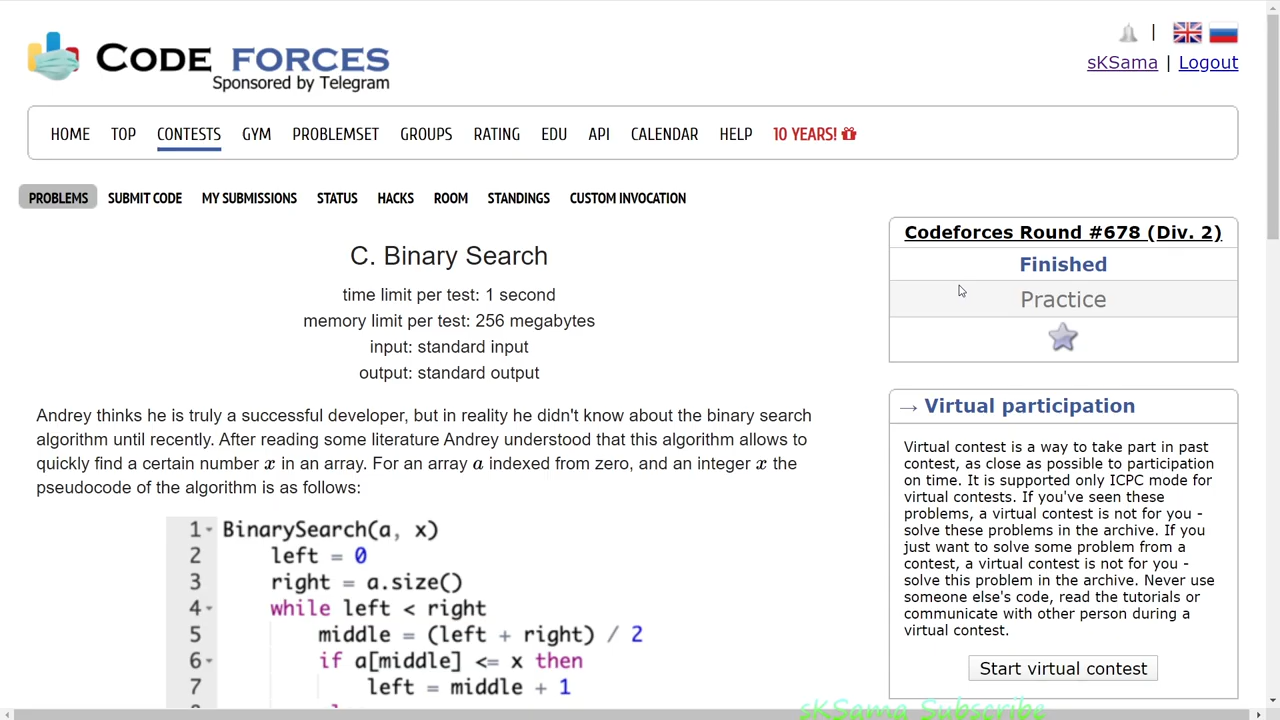 CODE FORCES
Sponsored by Telegram
|
sKSama | Logout
HOME TOP CONTESTS GYM PROBLEMSET GROUPS RATING EDU API CALENDAR HELP 10 YEARS!
PROBLEMS SUBMIT CODE MY SUBMISSIONS STATUS HACKS ROOM STANDINGS CUSTOM INVOCATION
C. Binary Search
time limit per test: 1 second
memory limit per test: 256 megabytes
input: standard input
output: standard output
Andrey thinks he is truly a successful developer, but in reality he didn't know about the binary search
algorithm until recently. After reading some literature Andrey understood that this algorithm allows to
quickly find a certain number x in an array. For an array a indexed from zero, and an integer x the
pseudocode of the algorithm is as follows:
1 BinarySearch(a, x)
2 left = 0
3 right = a.size()
4 while left < right
5 middle = (left + right) / 2
6 if a[middle] <= x then
7 left = middle + 1
Codeforces Round #678 (Div. 2)
Finished
Practice
→ Virtual participation
Virtual contest is a way to take part in past
contest, as close as possible to participation
on time. It is supported only ICPC mode for
virtual contests. If you've seen these
problems, a virtual contest is not for you -
solve these problems in the archive. If you
just want to solve some problem from a
contest, a virtual contest is not for you -
solve this problem in the archive. Never use
someone else's code, read the tutorials or
communicate with other person during a
virtual contest.
Start virtual contest
sKSama Subscribe